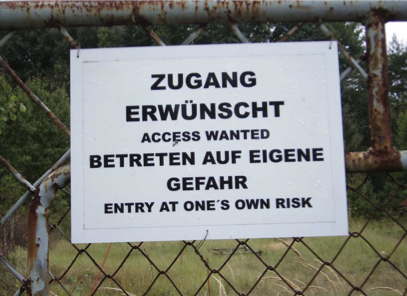 ZUGANG
ERWÜNSCHT
ACCESS WANTED
BETRETEN AUF EIGENE
GEFAHR
ENTRY AT ONE´S OWN RISK